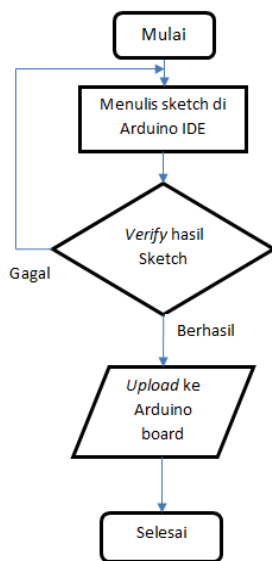 Mulai
Menulis sketch di
Arduino IDE
Verify hasil
Sketch
Gagal
Berhasil
Upload ke
Arduino
board
Selesai